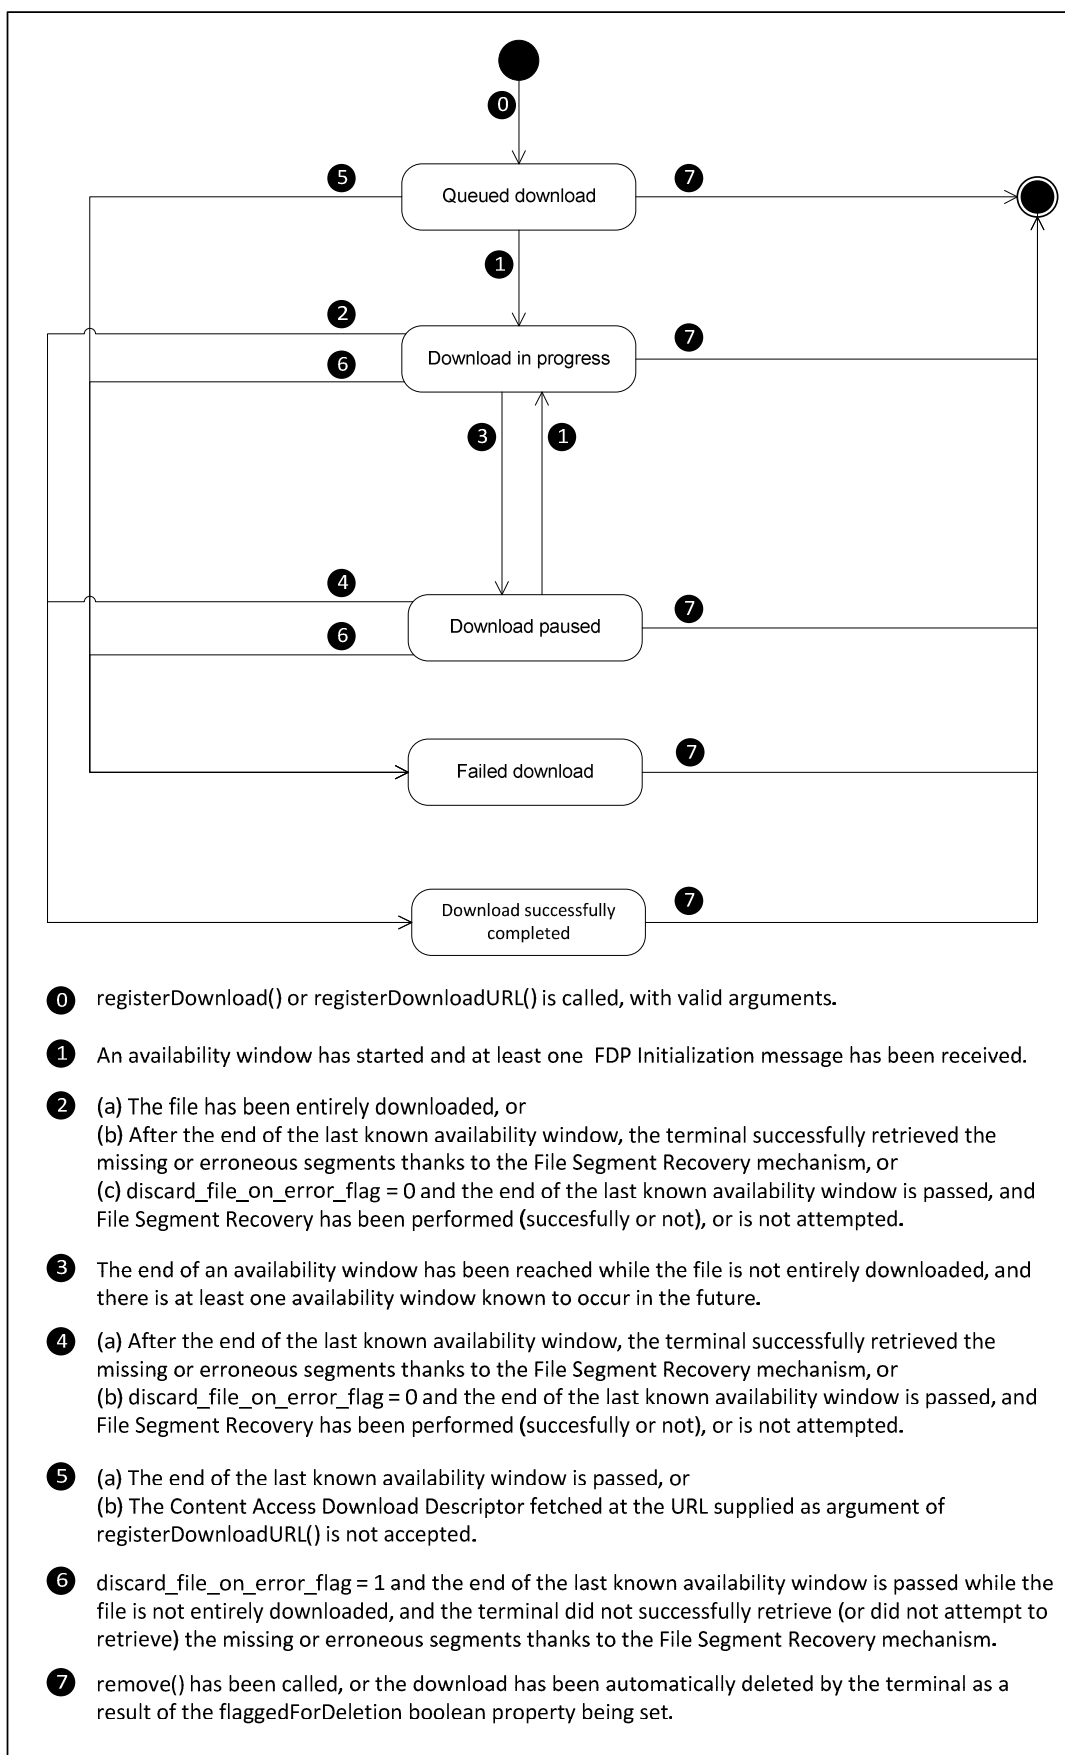 0
5
Queued download
7
1
2
Download in progress
7
6
3
1
4
Download paused
7
6
Failed download
7
Download successfully
completed
7
0 registerDownload() or registerDownloadURL() is called, with valid arguments.
1 An availability window has started and at least one FDP Initialization message has been received.
2 (a) The file has been entirely downloaded, or
(b) After the end of the last known availability window, the terminal successfully retrieved the
missing or erroneous segments thanks to the File Segment Recovery mechanism, or
(c) discard_file_on_error_flag = 0 and the end of the last known availability window is passed, and
File Segment Recovery has been performed (succesfully or not), or is not attempted.
3 The end of an availability window has been reached while the file is not entirely downloaded, and
there is at least one availability window known to occur in the future.
4 (a) After the end of the last known availability window, the terminal successfully retrieved the
missing or erroneous segments thanks to the File Segment Recovery mechanism, or
(b) discard_file_on_error_flag = 0 and the end of the last known availability window is passed, and
File Segment Recovery has been performed (succesfully or not), or is not attempted.
5 (a) The end of the last known availability window is passed, or
(b) The Content Access Download Descriptor fetched at the URL supplied as argument of
registerDownloadURL() is not accepted.
6 discard_file_on_error_flag = 1 and the end of the last known availability window is passed while the
file is not entirely downloaded, and the terminal did not successfully retrieve (or did not attempt to
retrieve) the missing or erroneous segments thanks to the File Segment Recovery mechanism.
7 remove() has been called, or the download has been automatically deleted by the terminal as a
result of the flaggedForDeletion boolean property being set.